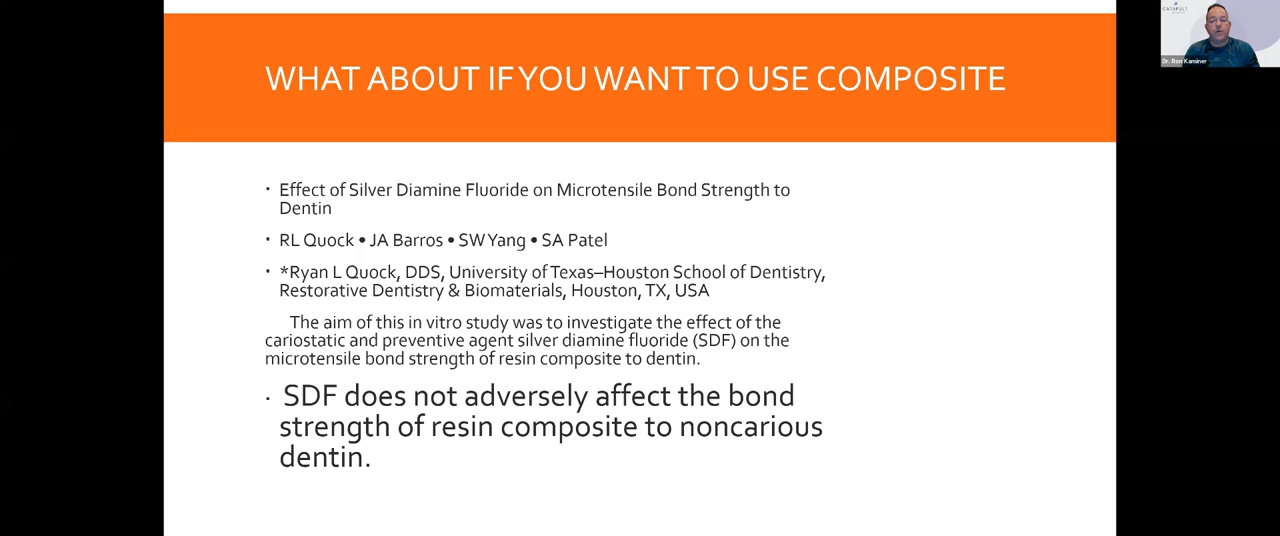 WHAT ABOUT IF YOU WANT TO USE COMPOSITE
CATAPULT
Dr. Ron Kaminer
• Effect of Silver Diamine Fluoride on Microtensile Bond Strength to
Dentin
• RL Quock • JA Barros • SW Yang • SA Patel
• *Ryan L Quock, DDS, University of Texas–Houston School of Dentistry,
Restorative Dentistry & Biomaterials, Houston, TX, USA
The aim of this in vitro study was to investigate the effect of the
cariostatic and preventive agent silver diamine fluoride (SDF) on the
microtensile bond strength of resin composite to dentin.
• SDF does not adversely affect the bond
strength of resin composite to noncarious
dentin.